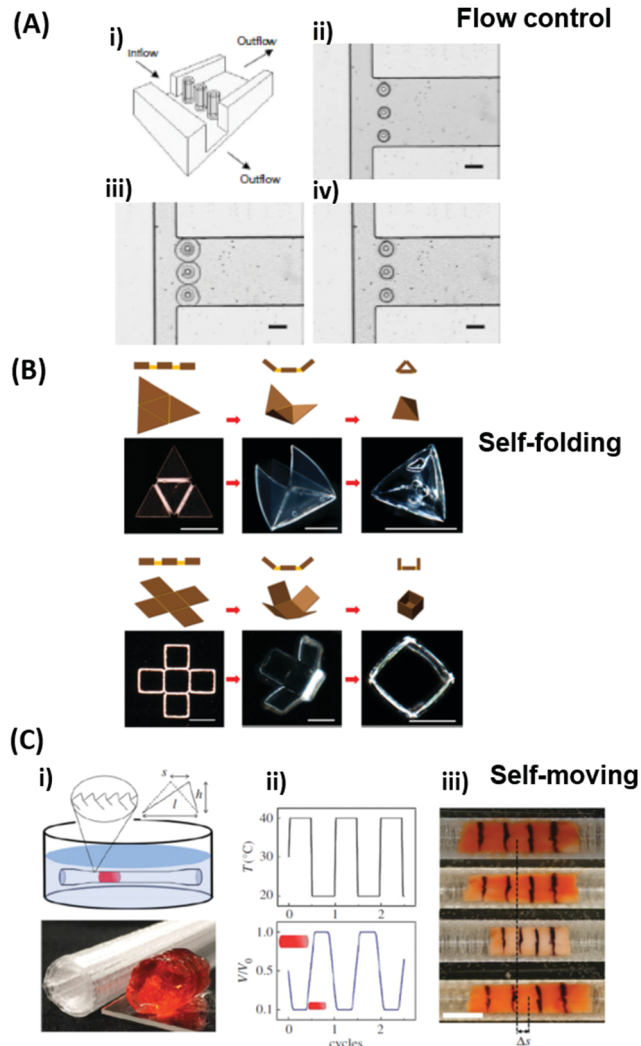 (A)
Flow control
i)
Inflow
Outflow
Outflow
ii)
iii)
iv)
(B)
Self-folding
(C)
Self-moving
i)
s
h
l
ii)
T(°C)
40
30
20
0
1
2
V/V₀
1.0
0.5
0.1
0
1
2
cycles
iii)
Δs